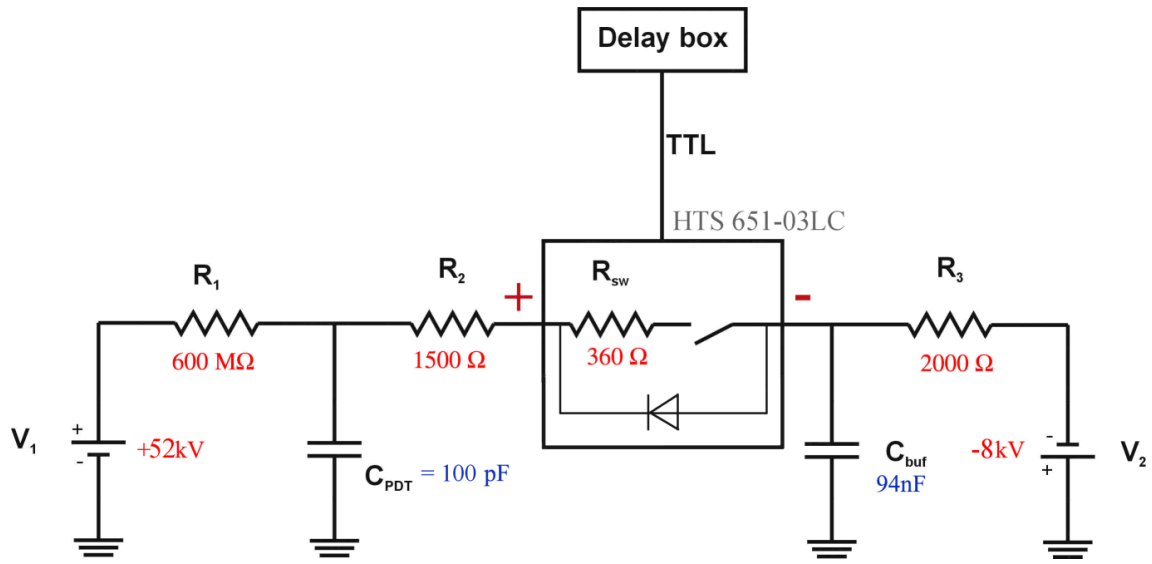 Delay box
TTL
HTS 651-03LC
R1
R2
Rsw
R3
+
-
600 MΩ
1500 Ω
360 Ω
2000 Ω
V1
+
-
+52kV
CPDT = 100 pF
Cbuf
94nF
-8kV
-
+
V2